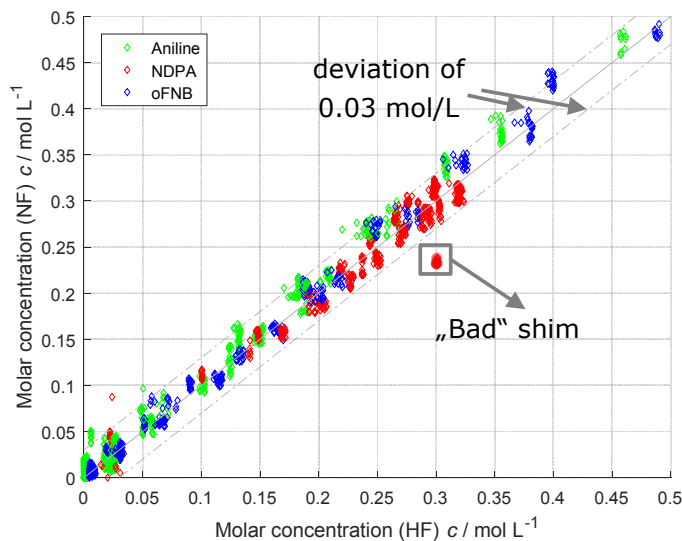 0.5
0.45
0.4
0.35
0.3
0.25
0.2
0.15
0.1
0.05
0
Molar concentration (NF) c / mol L⁻¹
Aniline
NDPA
oFNB
deviation of
0.03 mol/L
„Bad“ shim
0 0.05 0.1 0.15 0.2 0.25 0.3 0.35 0.4 0.45 0.5
Molar concentration (HF) c / mol L⁻¹